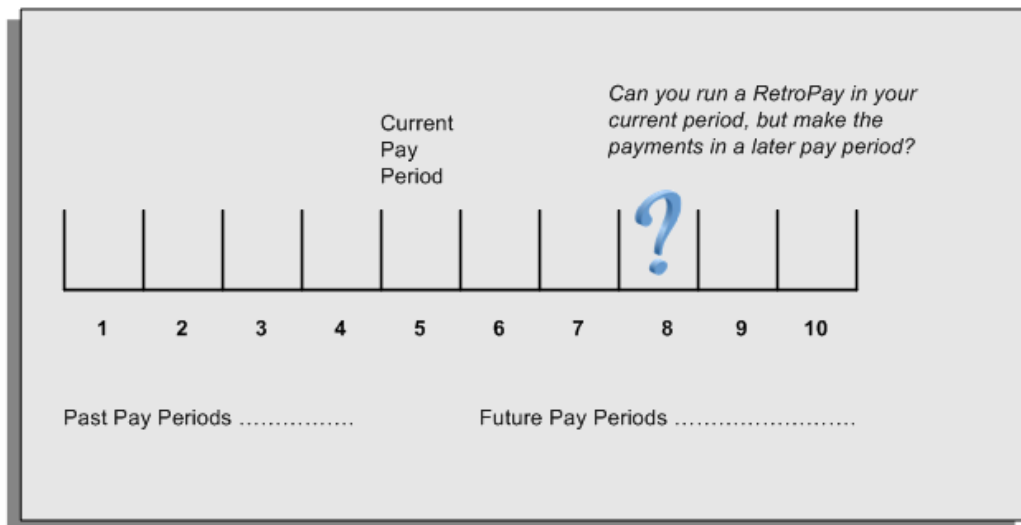 Can you run a RetroPay in your
current period, but make the
payments in a later pay period?
Current
Pay
Period
?
1 2 3 4 5 6 7 8 9 10
Past Pay Periods ................
Future Pay Periods .........................